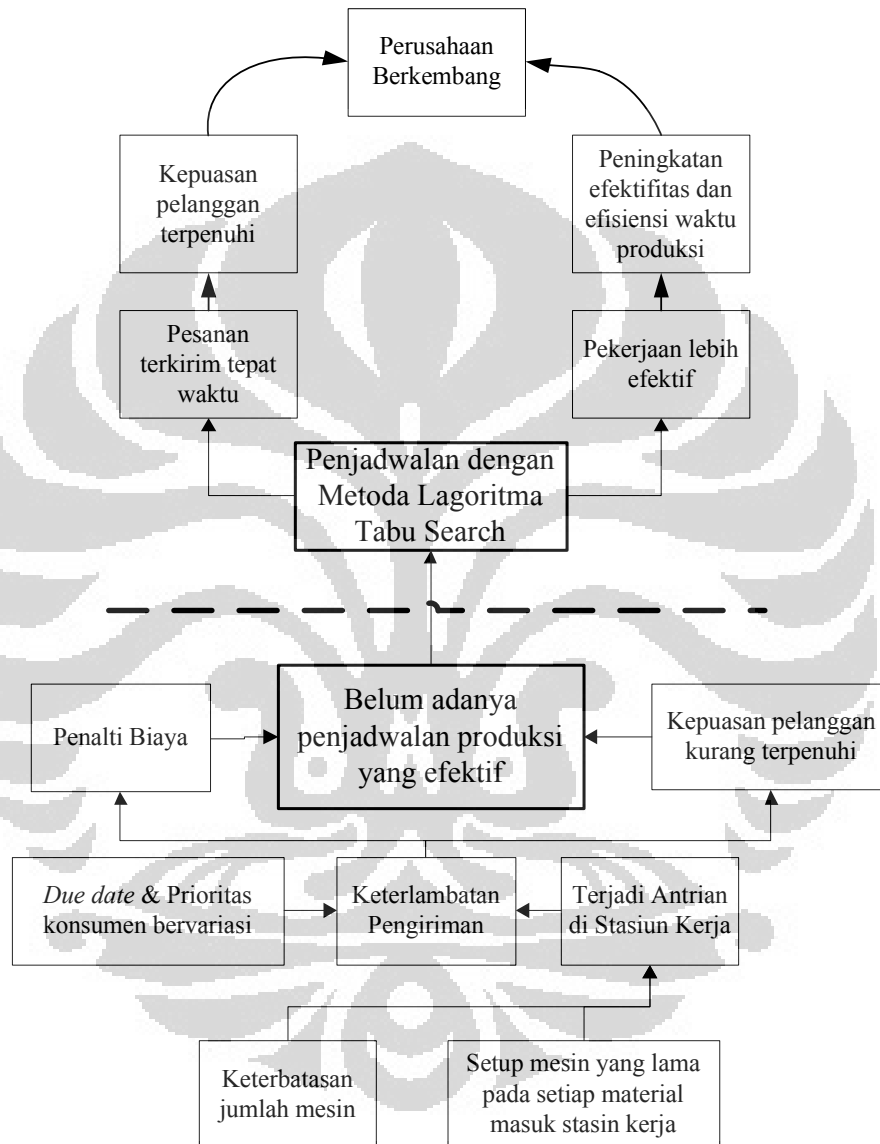 Perusahaan
Berkembang
Kepuasan
pelanggan
terpenuhi
Peningkatan
efektifitas dan
efisiensi waktu
produksi
Pesanan
terkirim tepat
waktu
Pekerjaan lebih
efektif
Penjadwalan dengan
Metoda Lagoritma
Tabu Search
Penalti Biaya
Belum adanya
penjadwalan produksi
yang efektif
Kepuasan pelanggan
kurang terpenuhi
Due date & Prioritas
konsumen bervariasi
Keterlambatan
Pengiriman
Terjadi Antrian
di Stasiun Kerja
Keterbatasan
jumlah mesin
Setup mesin yang lama
pada setiap material
masuk stasin kerja